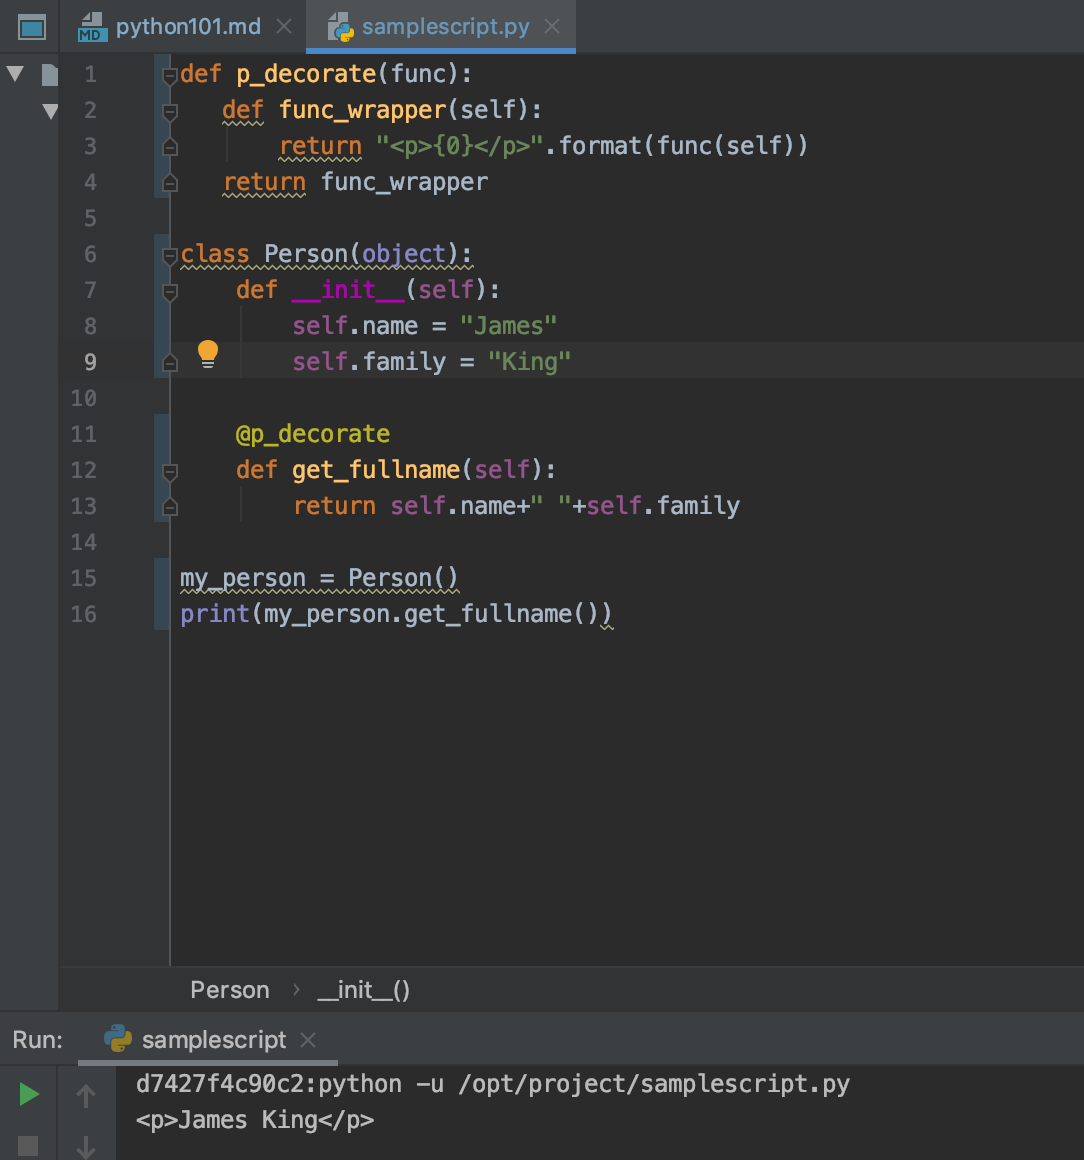 MD python101.md samplescript.py
1 def p_decorate(func):
2    def func_wrapper(self):
3        return "<p>{0}</p>".format(func(self))
4    return func_wrapper
5
6 class Person(object):
7     def __init__(self):
8         self.name = "James"
9         self.family = "King"
10
11     @p_decorate
12     def get_fullname(self):
13         return self.name+" "+self.family
14
15 my_person = Person()
16 print(my_person.get_fullname())
Person › __init__()
Run: samplescript
d7427f4c90c2:python -u /opt/project/samplescript.py
<p>James King</p>